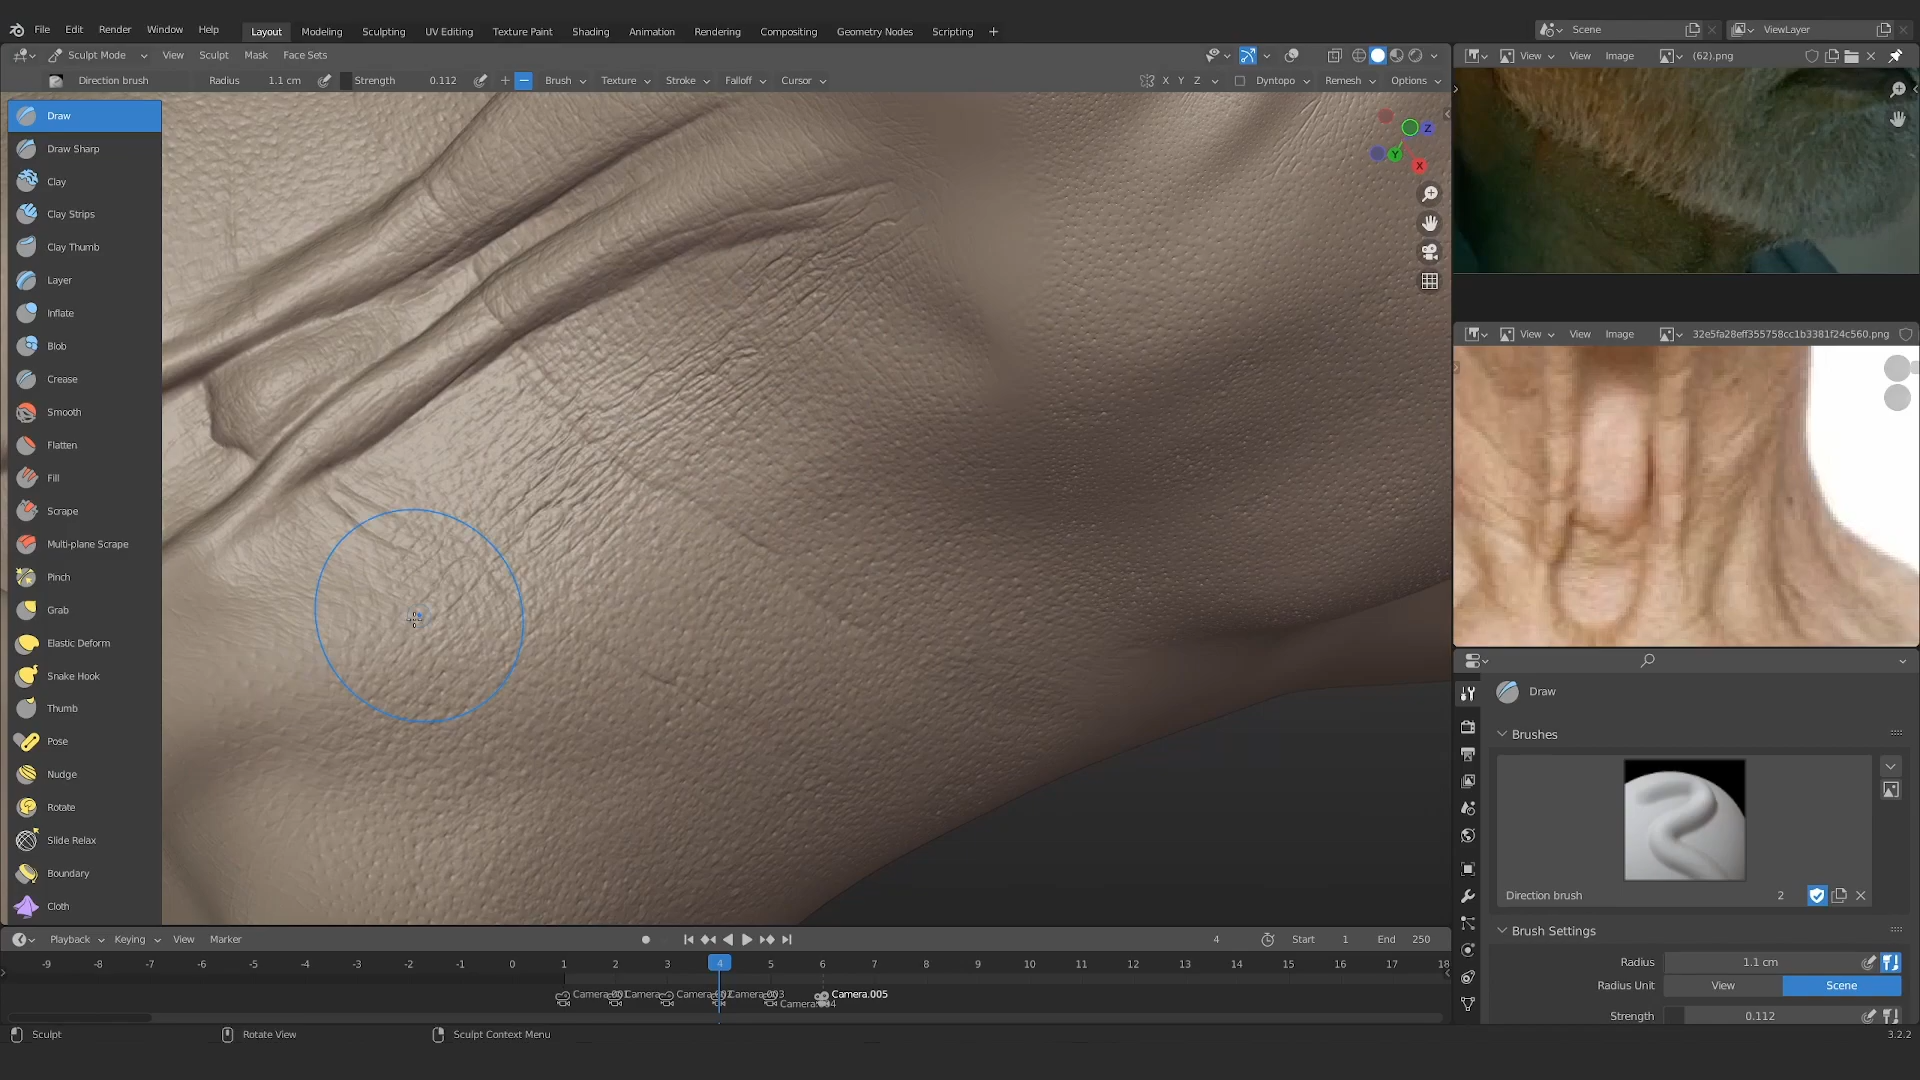 File Edit Render Window Help Layout Modeling Sculpting UV Editing Texture Paint Shading Animation Rendering Compositing Geometry Nodes Scripting + Scene ViewLayer
Sculpt Mode View Sculpt Mask Face Sets View View Image (62).png
Direction brush Radius 1.1 cm Strength 0.112 Brush Texture Stroke Falloff Cursor X Y Z Dyntopo Remesh Options
Draw
Draw Sharp
Clay
Clay Strips
Clay Thumb
Layer
Inflate
Blob
Crease
Smooth
Flatten
Fill
Scrape
Multi-plane Scrape
Pinch
Grab
Elastic Deform
Snake Hook
Thumb
Pose
Nudge
Rotate
Slide Relax
Boundary
Cloth
Z
Y
X
View View Image 32e5fa28eff355758cc1b3381f24c560.png
Draw
Brushes
Direction brush 2
Brush Settings
Radius 1.1 cm
Radius Unit View Scene
Strength 0.112
Playback Keying View Marker 4 Start 1 End 250
-9 -8 -7 -6 -5 -4 -3 -2 -1 0 1 2 3 4 5 6 7 8 9 10 11 12 13 14 15 16 17 18
Camera.005
Sculpt Rotate View Sculpt Context Menu 3.2.2